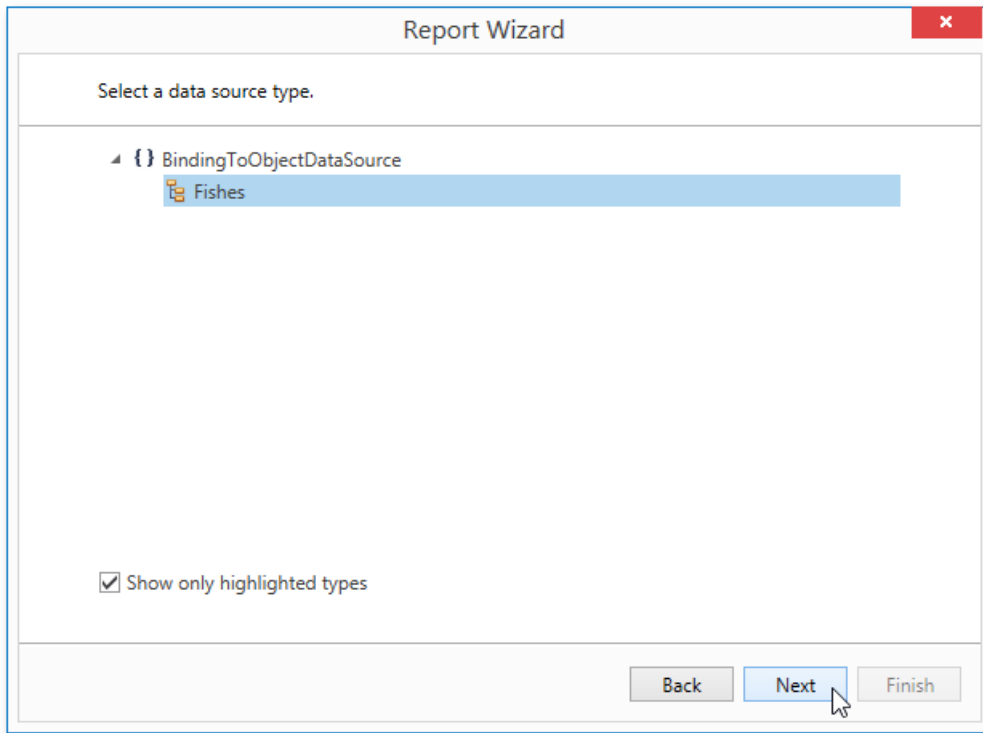 Report Wizard
Select a data source type.
{ } BindingToObjectDataSource
Fishes
Show only highlighted types
Back Next Finish